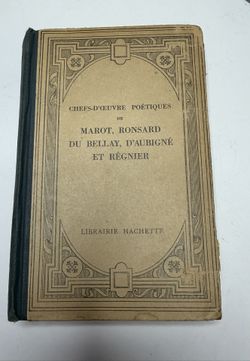 CHEFS-D'ŒUVRE POÉTIQUES
DE
MAROT, RONSARD
DU BELLAY, D'AUBIGNÉ
ET RÉGNIER
LIBRAIRIE HACHETTE